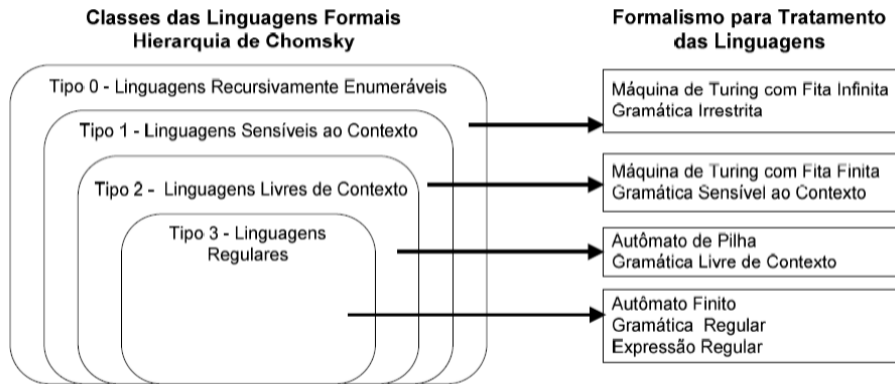 Classes das Linguagens Formais
Hierarquia de Chomsky
Formalismo para Tratamento
das Linguagens
Tipo 0 - Linguagens Recursivamente Enumeráveis
Tipo 1 - Linguagens Sensíveis ao Contexto
Tipo 2 - Linguagens Livres de Contexto
Tipo 3 - Linguagens
Regulares
Máquina de Turing com Fita Infinita
Gramática Irrestrita
Máquina de Turing com Fita Finita
Gramática Sensível ao Contexto
Autômato de Pilha
Gramática Livre de Contexto
Autômato Finito
Gramática Regular
Expressão Regular